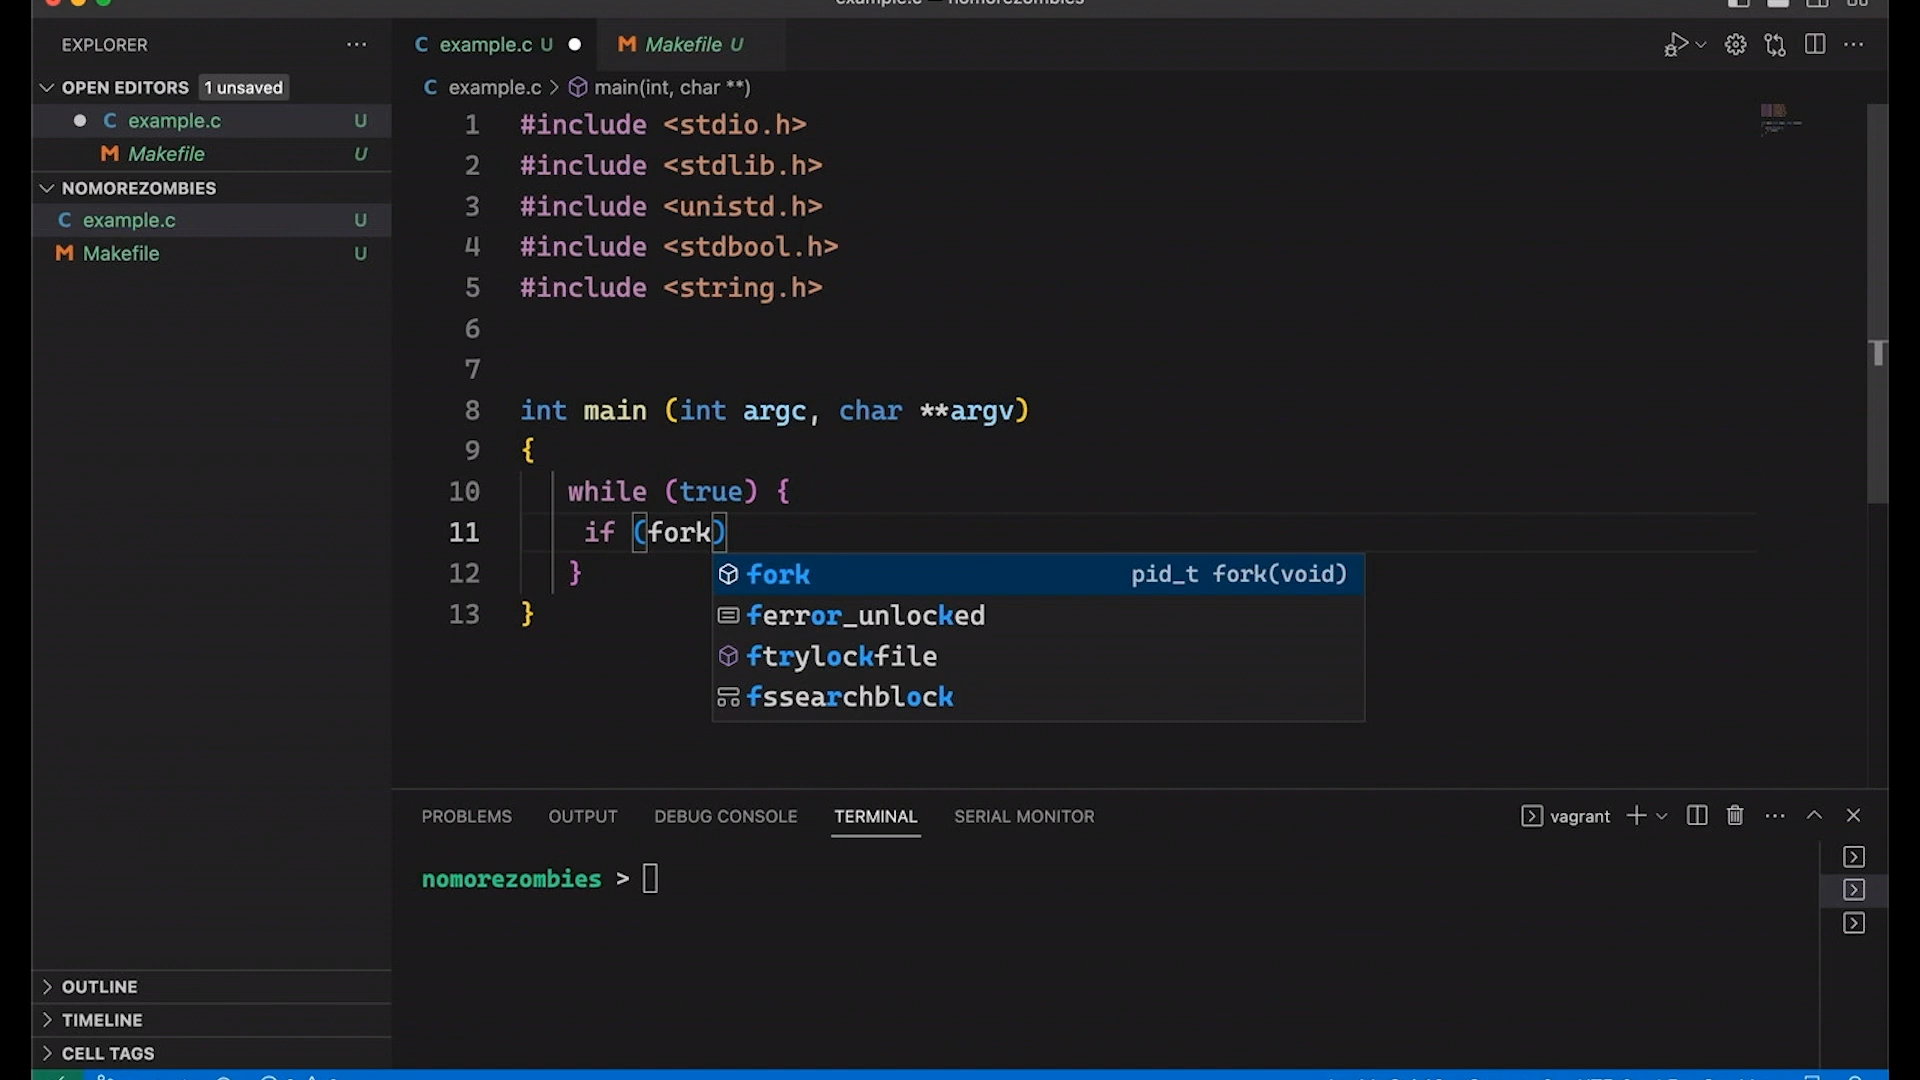 example.c — nomorezombies
EXPLORER
OPEN EDITORS 1 unsaved
C example.c U
M Makefile U
NOMOREZOMBIES
C example.c U
M Makefile U
OUTLINE
TIMELINE
CELL TAGS
C example.c U
M Makefile U
C example.c > main(int, char **)
1 #include <stdio.h>
2 #include <stdlib.h>
3 #include <unistd.h>
4 #include <stdbool.h>
5 #include <string.h>
6
7
8 int main (int argc, char **argv)
9 {
10 while (true) {
11 if (fork)
12 }
13 }
fork pid_t fork(void)
ferror_unlocked
ftrylockfile
fssearchblock
PROBLEMS OUTPUT DEBUG CONSOLE TERMINAL SERIAL MONITOR
vagrant
nomorezombies >